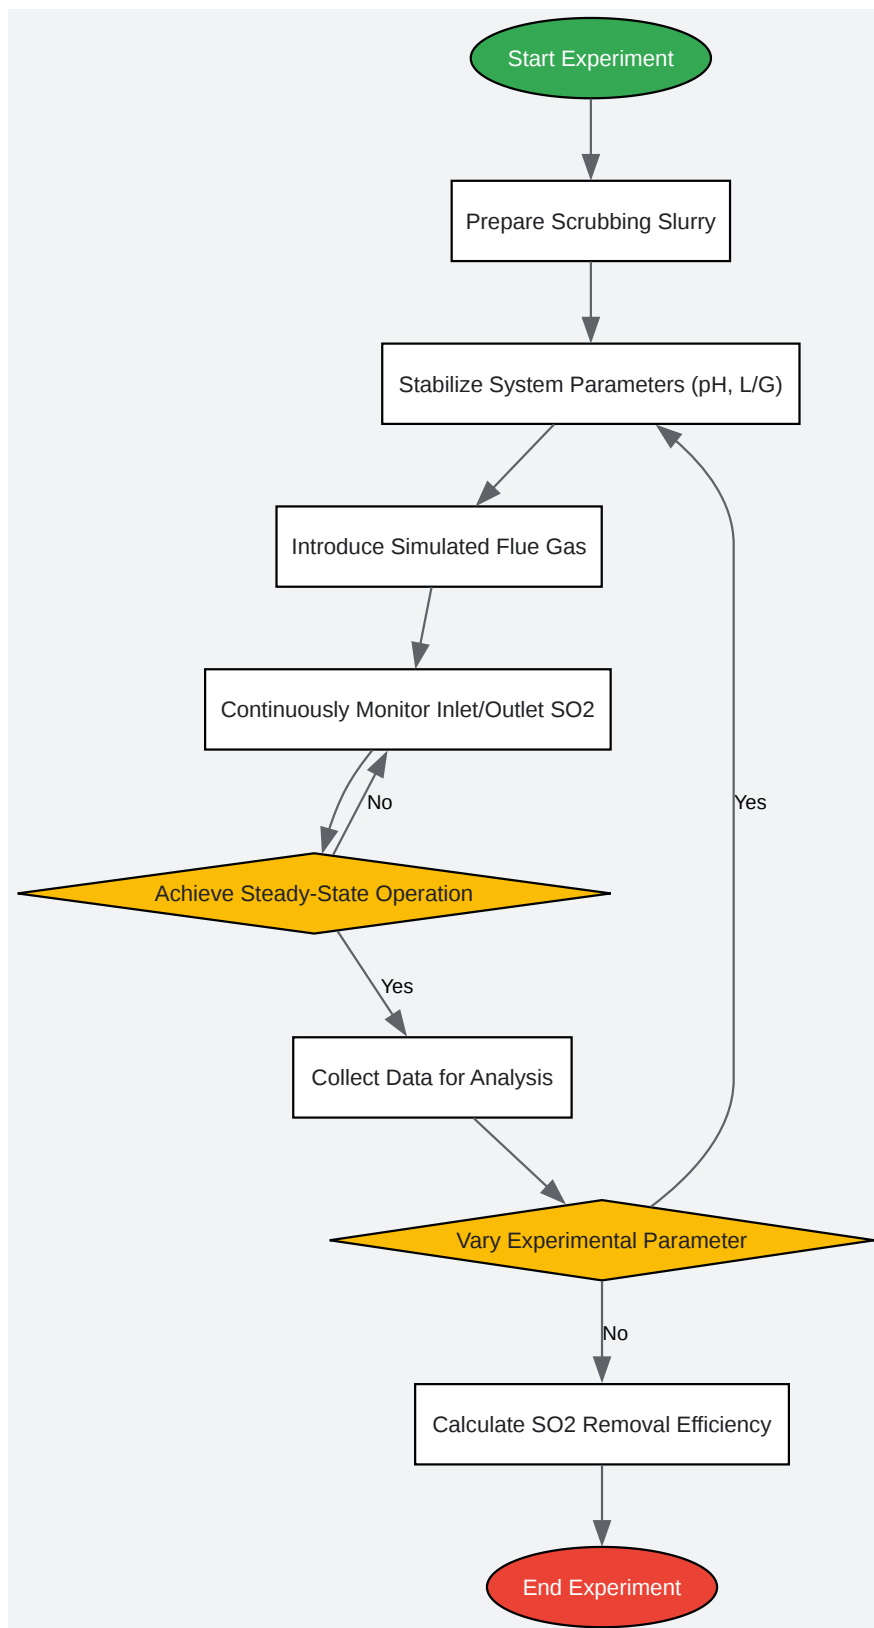 Start Experiment
Prepare Scrubbing Slurry
Stabilize System Parameters (pH, L/G)
Introduce Simulated Flue Gas
Continuously Monitor Inlet/Outlet SO2
No
Yes
Achieve Steady-State Operation
Yes
Collect Data for Analysis
Vary Experimental Parameter
No
Calculate SO2 Removal Efficiency
End Experiment